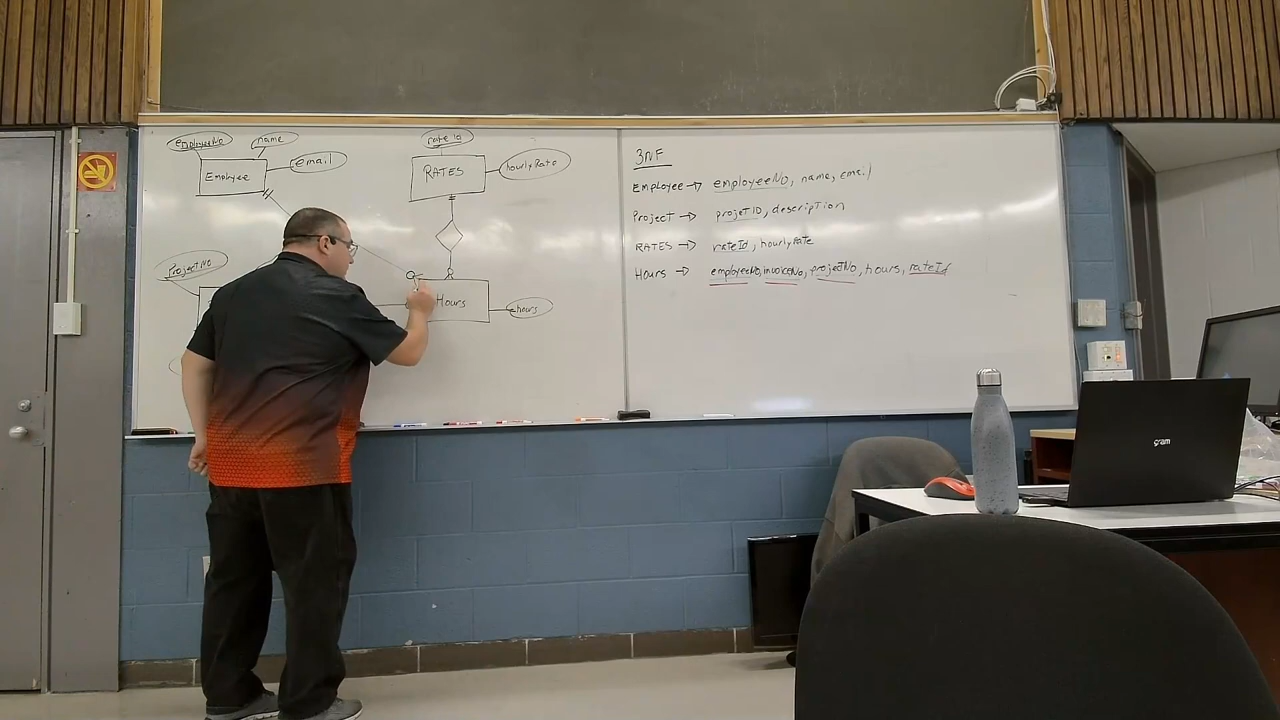 employeeNo
name
email
Employee
rate Id
RATES
hourlyRate
ProjectNO
Hours
hours
3NF
Employee → employeeNO, name, email
Project → projetID, description
RATES → rateId, hourlyRate
Hours → employeeNO, invoiceNo, projectNo, hours, rateId
gram